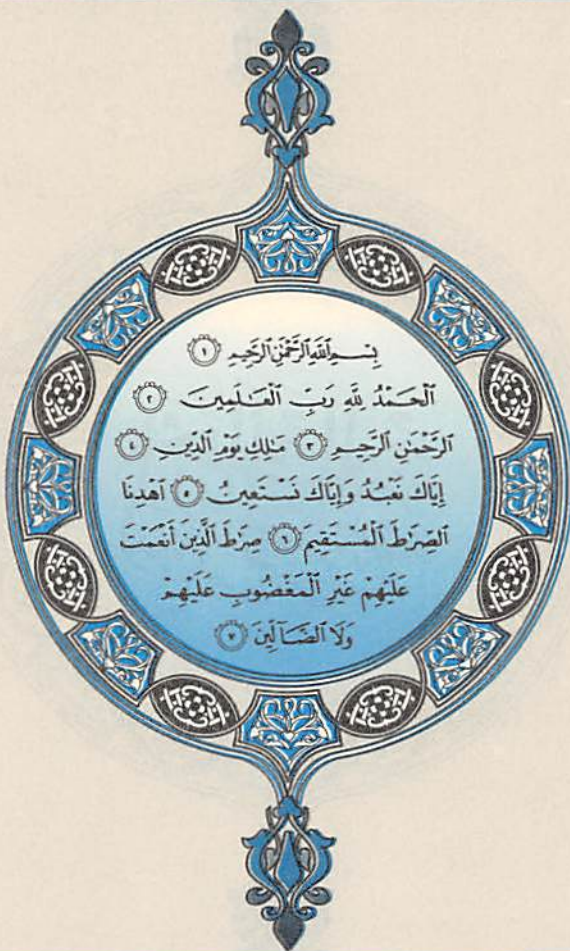 بِسْمِ ٱللَّهِ ٱلرَّحْمَٰنِ ٱلرَّحِيمِ ١
ٱلْحَمْدُ لِلَّهِ رَبِّ ٱلْعَـٰلَمِينَ ٢
ٱلرَّحْمَٰنِ ٱلرَّحِيمِ ٣ مَـٰلِكِ يَوْمِ ٱلدِّينِ ٤
إِيَّاكَ نَعْبُدُ وَإِيَّاكَ نَسْتَعِينُ ٥ ٱهْدِنَا
ٱلصِّرَٰطَ ٱلْمُسْتَقِيمَ ٦ صِرَٰطَ ٱلَّذِينَ أَنْعَمْتَ
عَلَيْهِمْ غَيْرِ ٱلْمَغْضُوبِ عَلَيْهِمْ
وَلَا ٱلضَّآلِّينَ ٧